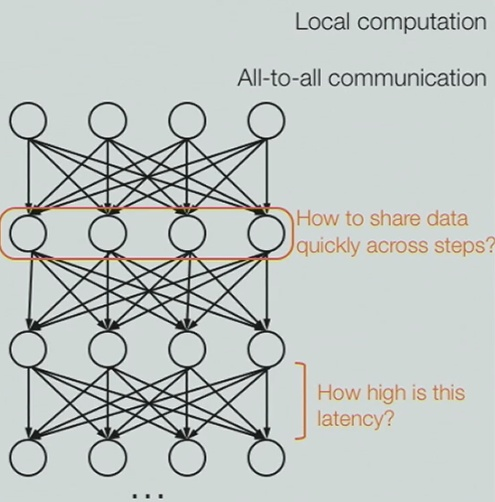 Local computation
All-to-all communication
How to share data
quickly across steps?
How high is this
latency?
...